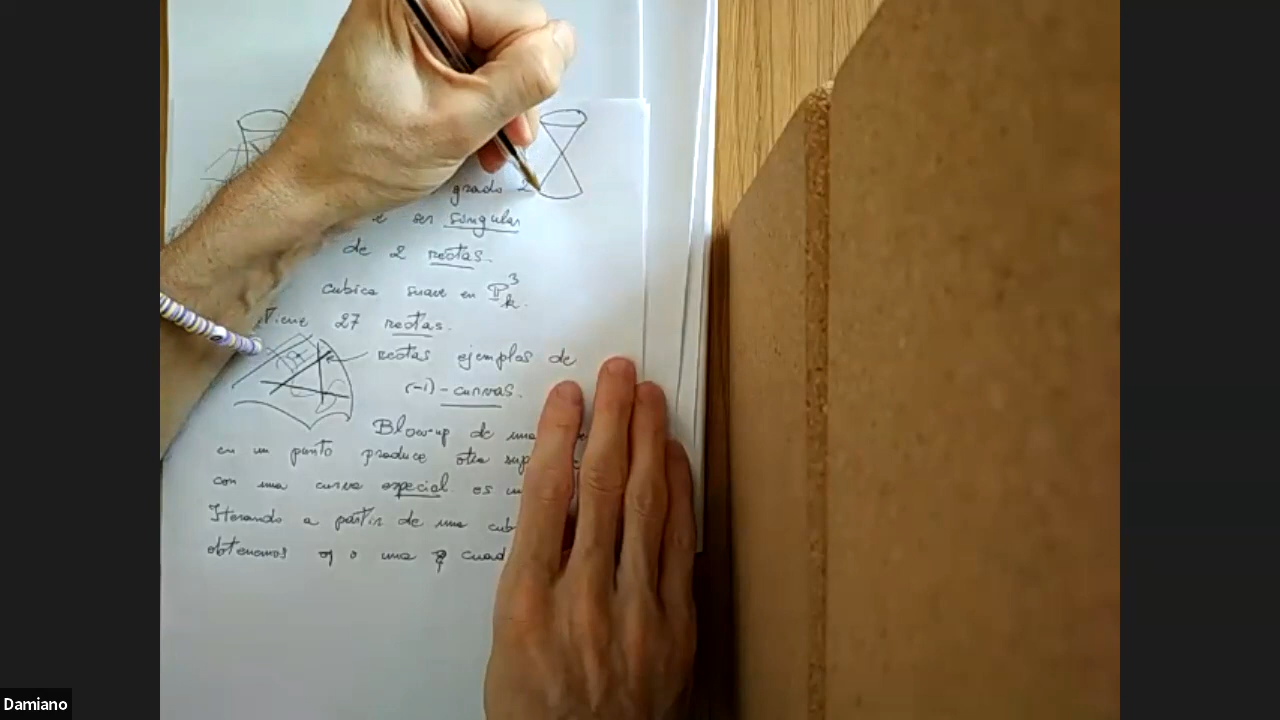 grado 2
e ser singular
de 2 rectas.
cubica suave en ℙ³ₖ.
Tiene 27 rectas.
rectas ejemplos de
(-1)-curvas.
Blow-up de una
en un punto produce otra sup
con una curva especial. es
Iterando a partir de una cub
obtenemos o una cuad
Damiano